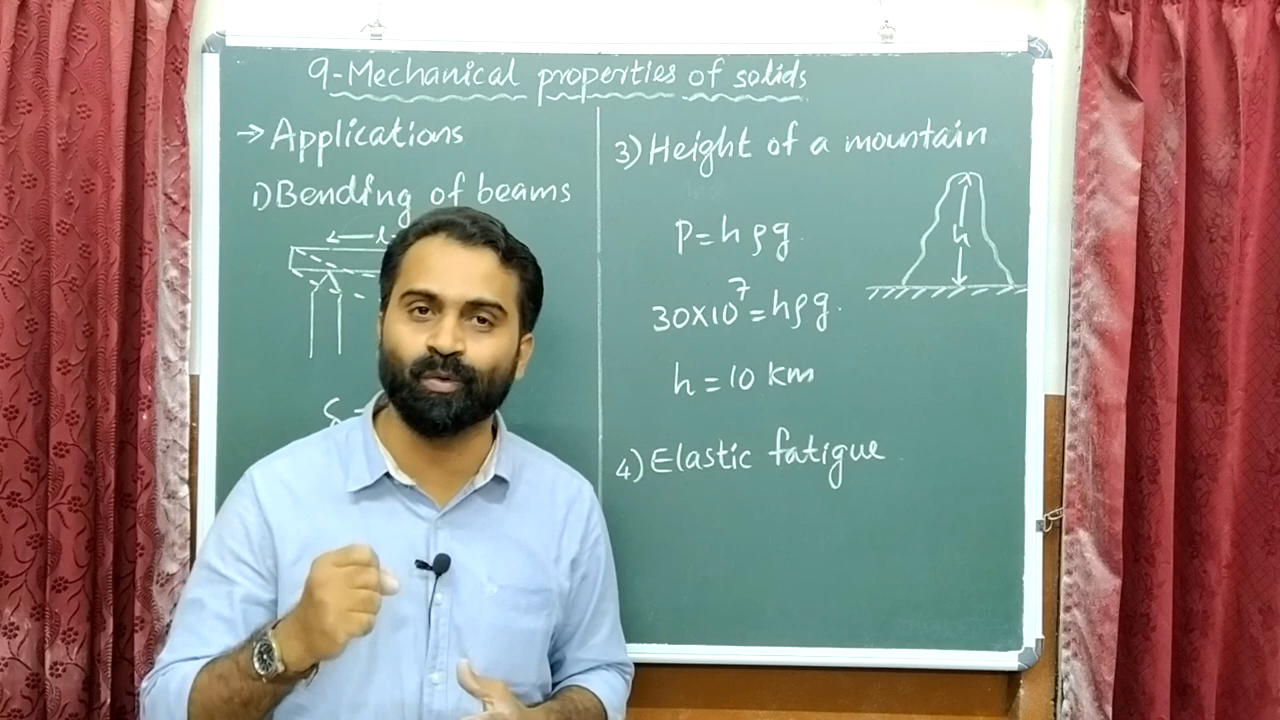 9-Mechanical properties of solids
→ Applications
1) Bending of beams
l
δ =
3) Height of a mountain
h
P = hρg
30×10⁷ = hρg.
h = 10 km
4) Elastic fatigue